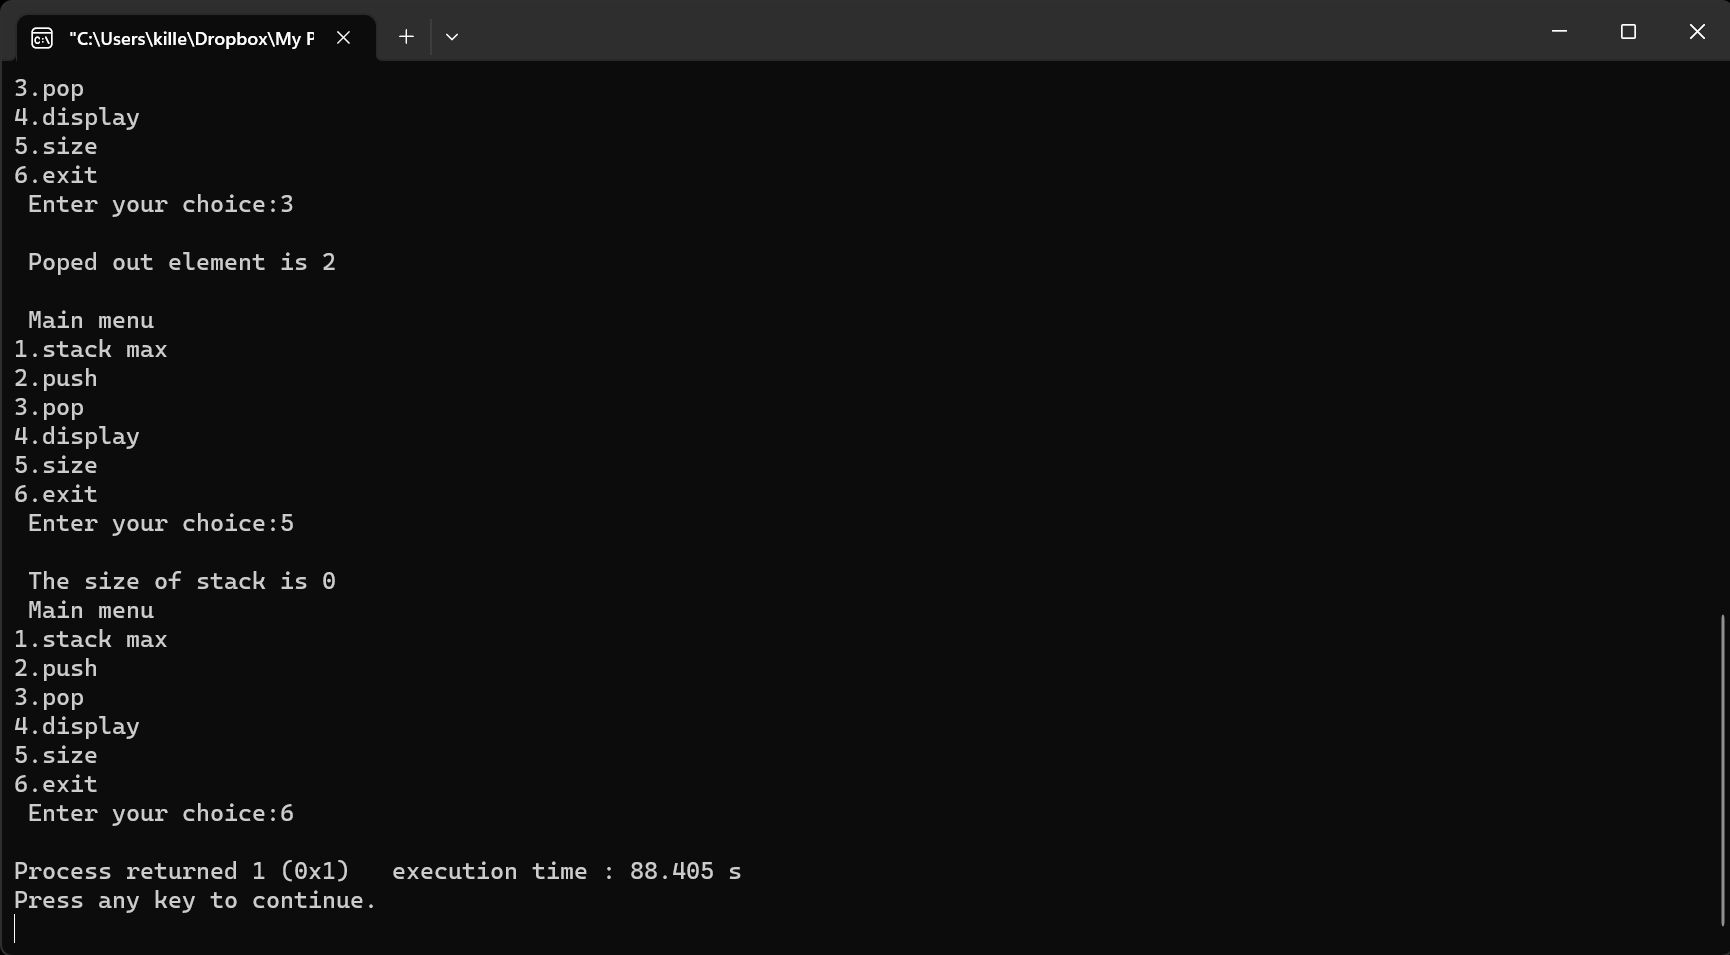 "C:\Users\kille\Dropbox\My P
3.pop
4.display
5.size
6.exit
 Enter your choice:3

 Poped out element is 2

 Main menu
1.stack max
2.push
3.pop
4.display
5.size
6.exit
 Enter your choice:5

 The size of stack is 0
 Main menu
1.stack max
2.push
3.pop
4.display
5.size
6.exit
 Enter your choice:6

Process returned 1 (0x1)   execution time : 88.405 s
Press any key to continue.